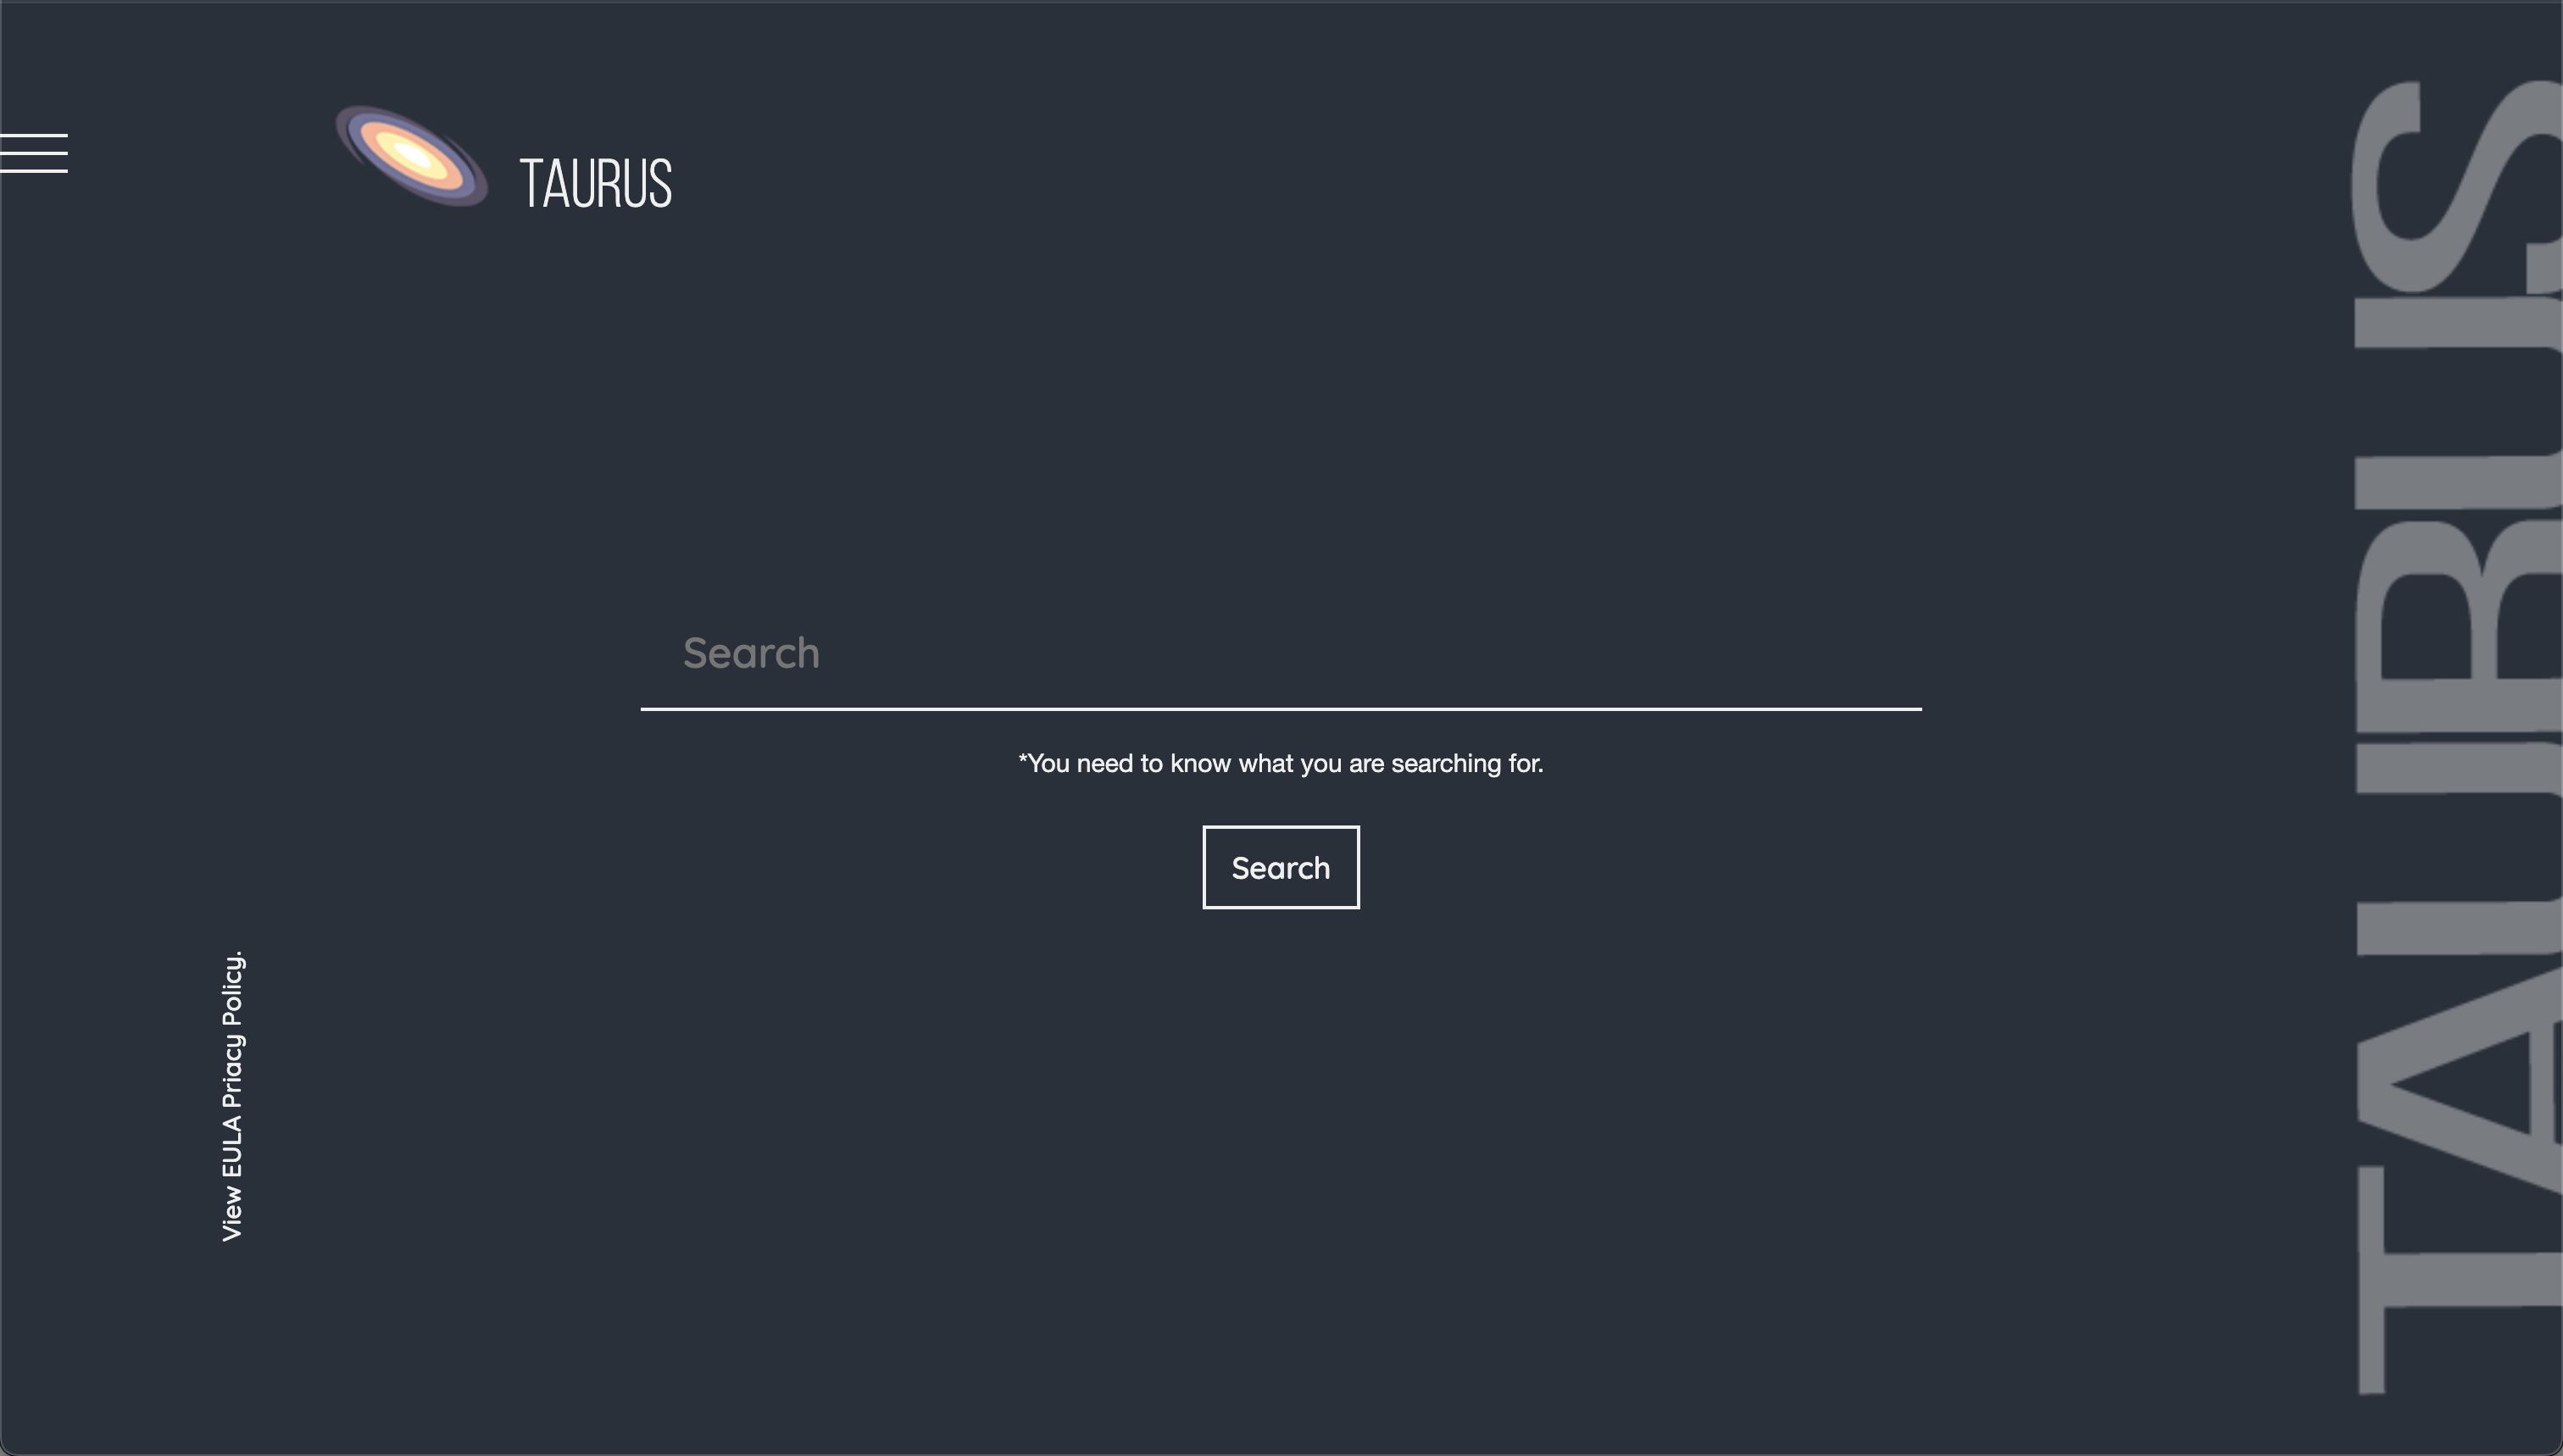 TAURUS
Search
*You need to know what you are searching for.
Search
View EULA Priacy Policy.
TAURUS